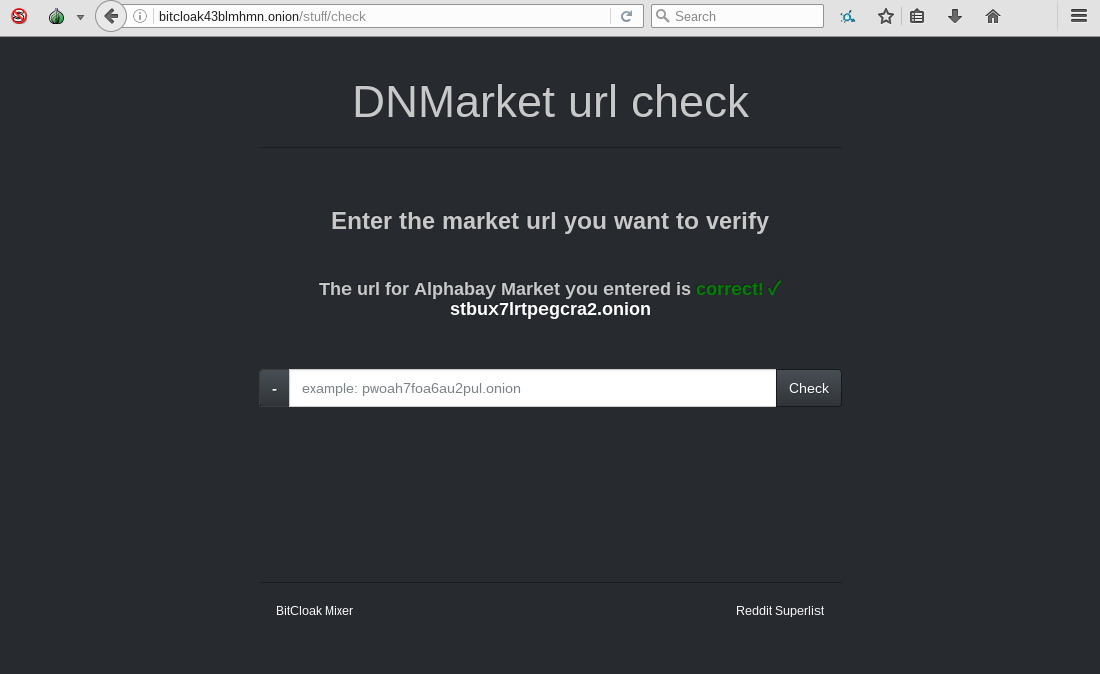 bitcloak43blmhmn.onion/stuff/check
Search
DNMarket url check
Enter the market url you want to verify
The url for Alphabay Market you entered is correct! ✓
stbux7lrtpegcra2.onion
- example: pwoah7foa6au2pul.onion Check
BitCloak Mixer Reddit Superlist